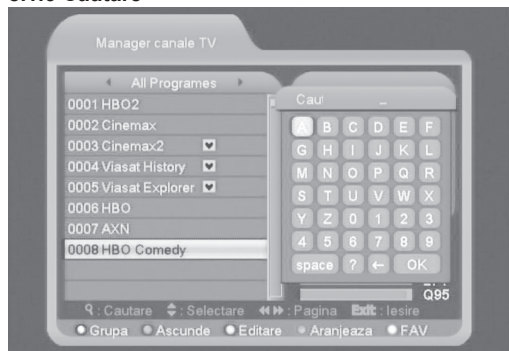 Manager canale TV
All Programes
0001 HBO2
0002 Cinemax
0003 Cinemax2
0004 Viasat History
0005 Viasat Explorer
0006 HBO
0007 AXN
0008 HBO Comedy
Caut _
A B C D E F
G H I J K L
M N O P Q R
S T U V W X
Y Z 0 1 2 3
4 5 6 7 8 9
space ? ← OK
Q95
: Cautare : Selectare : Pagina Exit : Iesire
Grupa Ascunde Editare Aranjeaza FAV